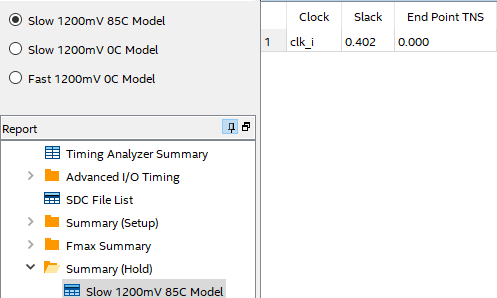 Slow 1200mV 85C Model
Slow 1200mV 0C Model
Fast 1200mV 0C Model
Report
Timing Analyzer Summary
Advanced I/O Timing
SDC File List
Summary (Setup)
Fmax Summary
Summary (Hold)
Slow 1200mV 85C Model
Clock Slack End Point TNS
1 clk_i 0.402 0.000